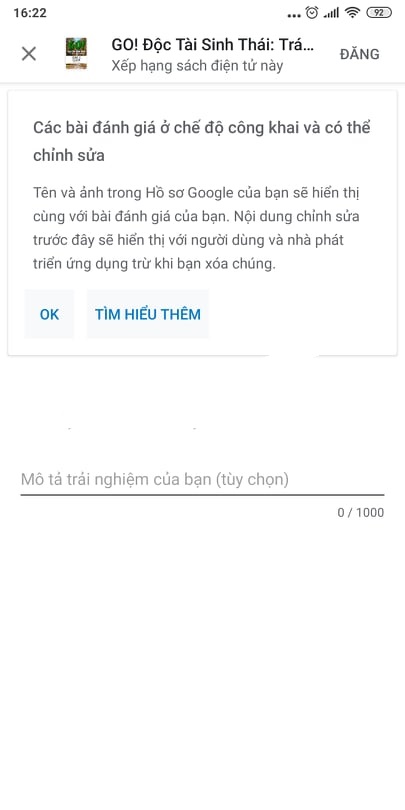 16:22
92
GO! Độc Tài Sinh Thái: Trá...
Xếp hạng sách điện tử này
ĐĂNG
Các bài đánh giá ở chế độ công khai và có thể
chỉnh sửa
Tên và ảnh trong Hồ sơ Google của bạn sẽ hiển thị
cùng với bài đánh giá của bạn. Nội dung chỉnh sửa
trước đây sẽ hiển thị với người dùng và nhà phát
triển ứng dụng trừ khi bạn xóa chúng.
OK
TÌM HIỂU THÊM
Mô tả trải nghiệm của bạn (tùy chọn)
0 / 1000